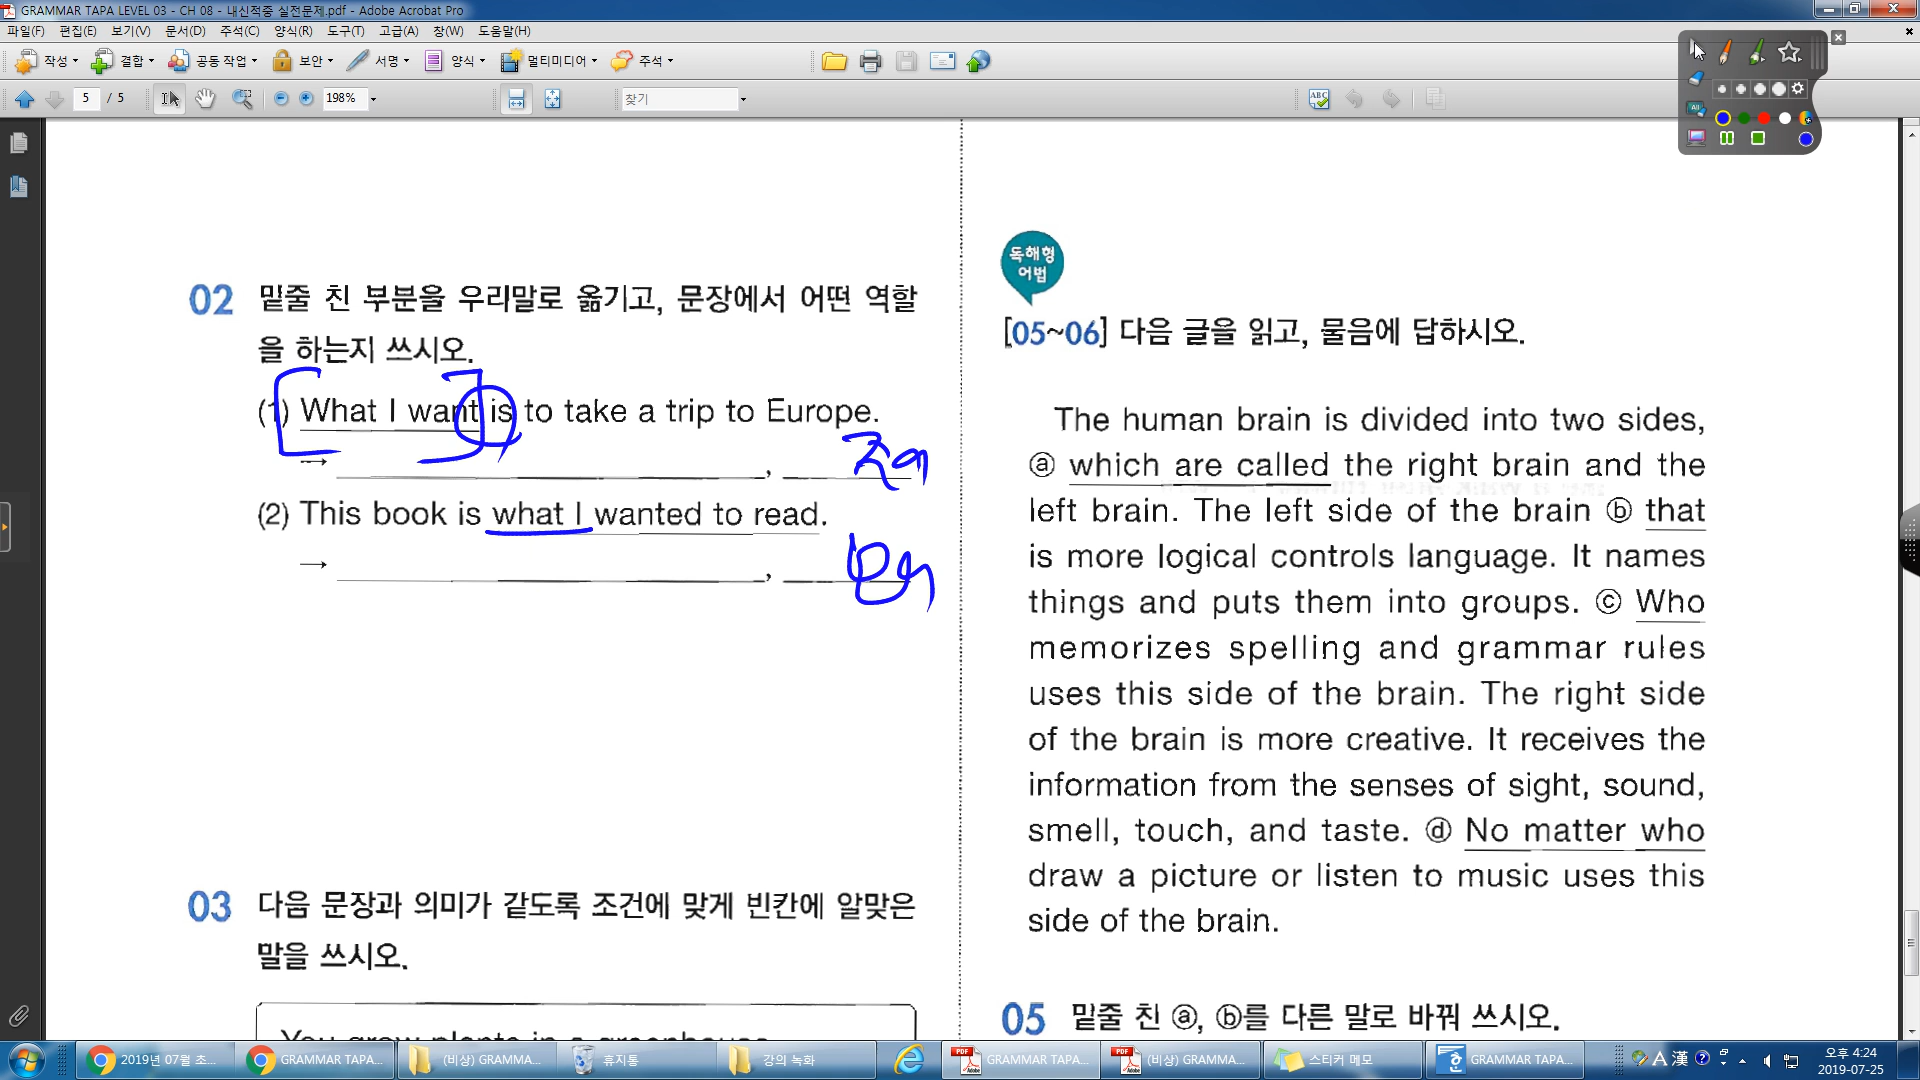 GRAMMAR TAPA LEVEL 03 - CH 08 - 내신적중 실전문제.pdf - Adobe Acrobat Pro
파일(F) 편집(E) 보기(V) 문서(D) 주석(C) 양식(R) 도구(T) 고급(A) 창(W) 도움말(H)
작성 결합 공동 작업 보안 서명 양식 멀티미디어 주석
5 / 5 198% 찾기
02 밑줄 친 부분을 우리말로 옮기고, 문장에서 어떤 역할
을 하는지 쓰시오.
(1) What I want is to take a trip to Europe.
→ , 주어
(2) This book is what I wanted to read.
→ , 보어
03 다음 문장과 의미가 같도록 조건에 맞게 빈칸에 알맞은
말을 쓰시오.
You grow plants in a greenhouse
독해형
어법
[05~06] 다음 글을 읽고, 물음에 답하시오.
The human brain is divided into two sides,
ⓐ which are called the right brain and the
left brain. The left side of the brain ⓑ that
is more logical controls language. It names
things and puts them into groups. ⓒ Who
memorizes spelling and grammar rules
uses this side of the brain. The right side
of the brain is more creative. It receives the
information from the senses of sight, sound,
smell, touch, and taste. ⓓ No matter who
draw a picture or listen to music uses this
side of the brain.
05 밑줄 친 ⓐ, ⓑ를 다른 말로 바꿔 쓰시오.
2019년 07월 초... GRAMMAR TAPA... (비상) GRAMMA... 휴지통 강의 녹화 GRAMMAR TAPA... (비상) GRAMMA... 스티커 메모 GRAMMAR TAPA... A 漢
오후 4:24
2019-07-25